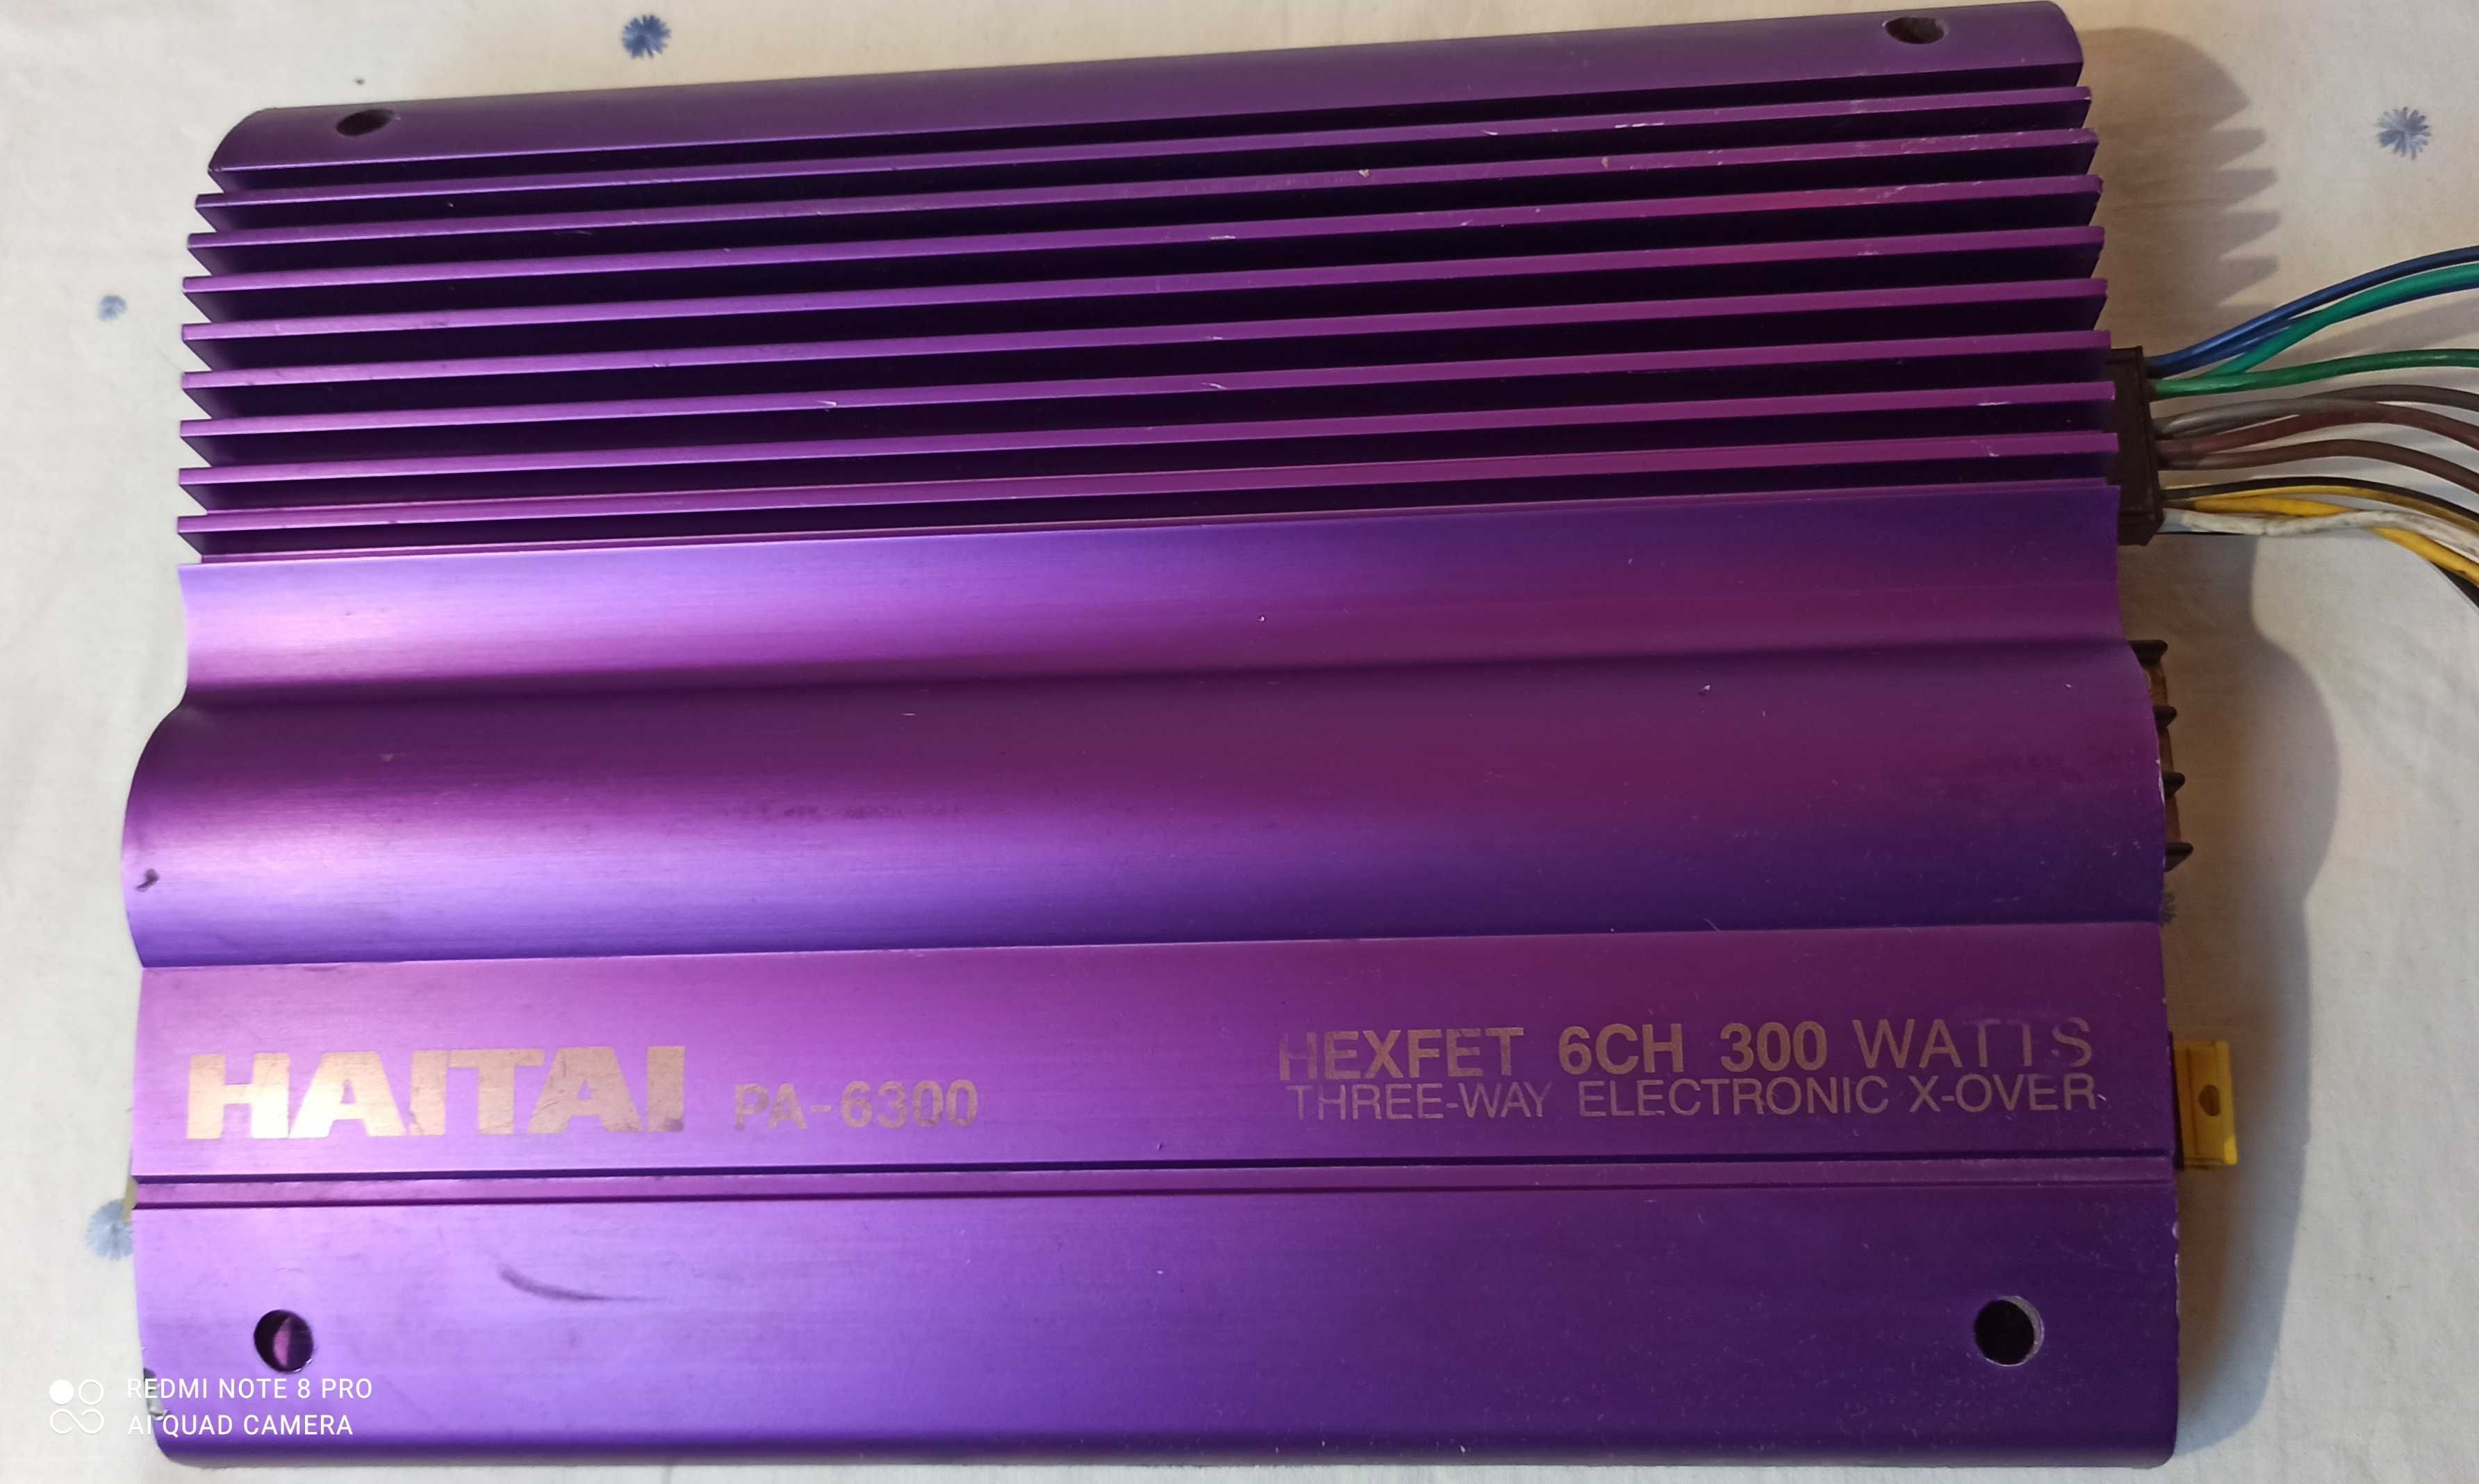 HAITAI PA-6300
HEXFET 6CH 300 WATTS
THREE-WAY ELECTRONIC X-OVER
REDMI NOTE 8 PRO
AI QUAD CAMERA